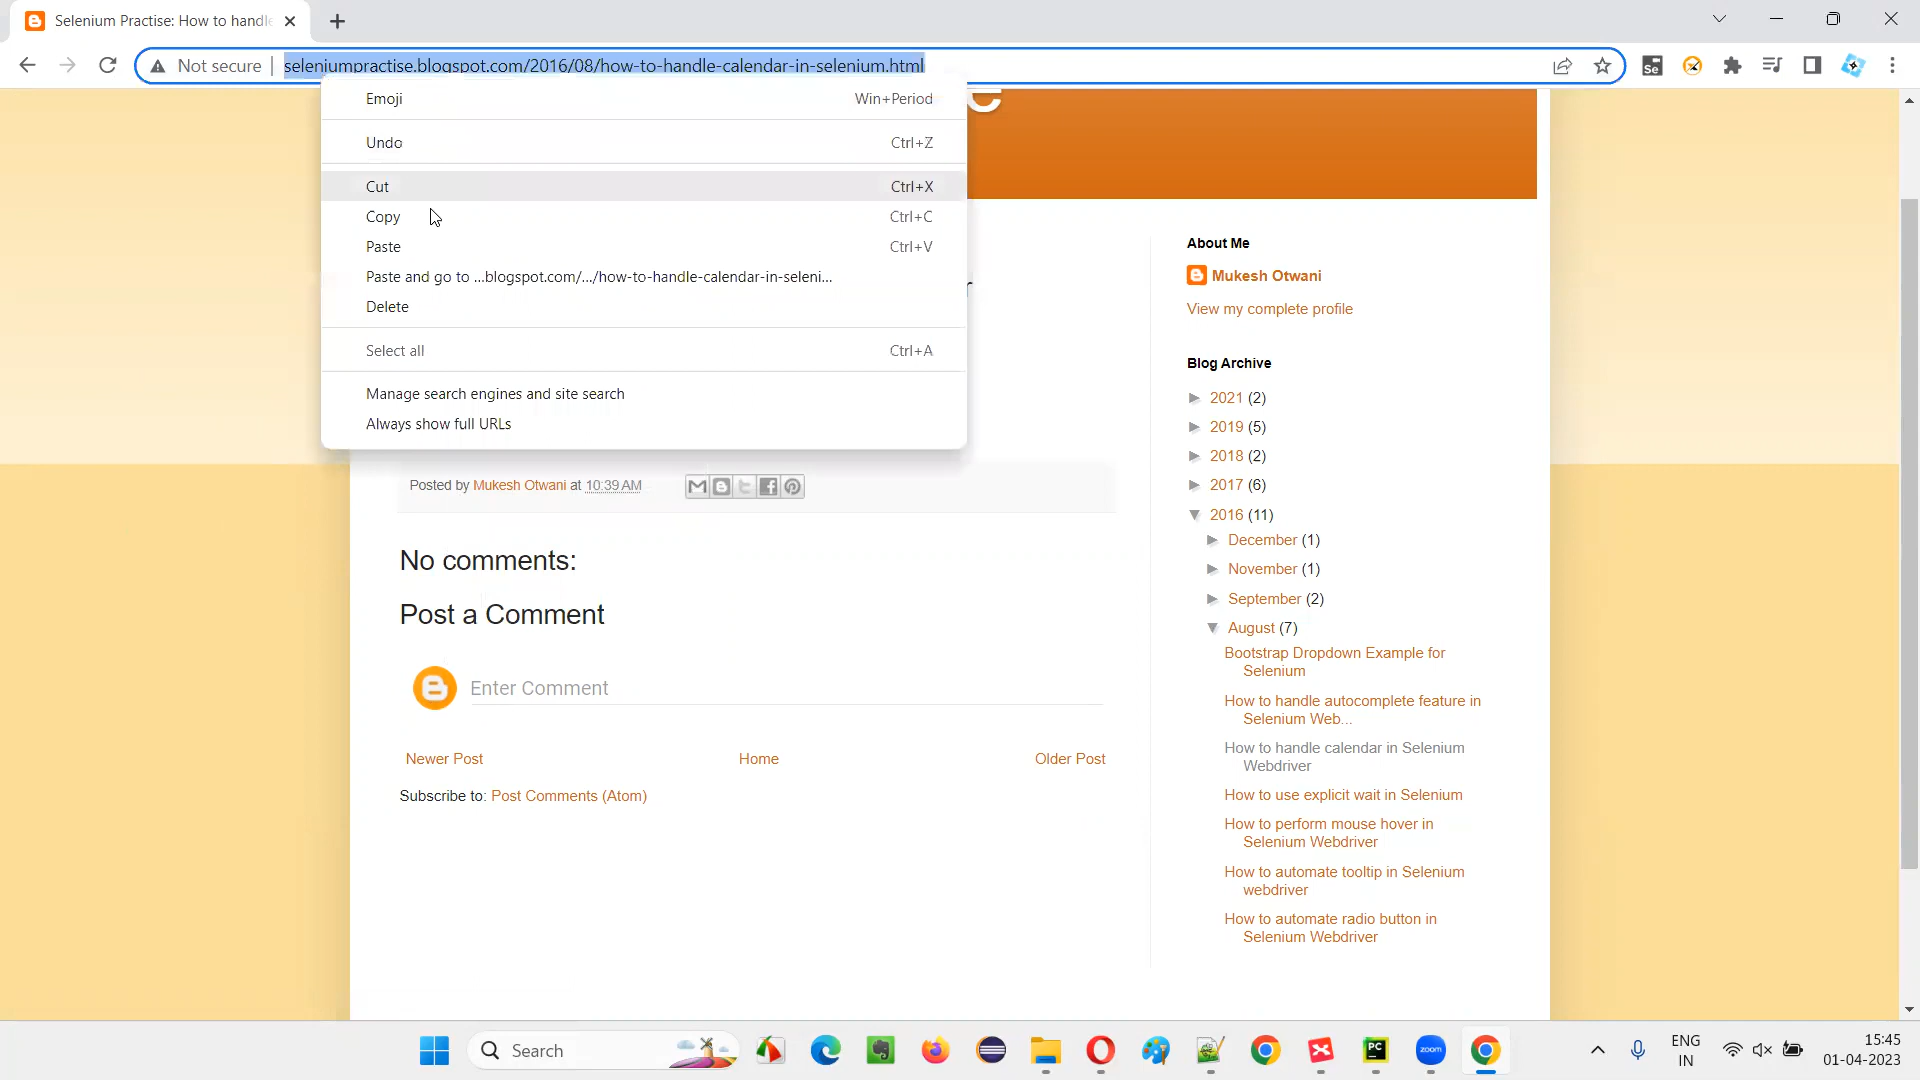 Selenium Practise: How to handle
Not secure
seleniumpractise.blogspot.com/2016/08/how-to-handle-calendar-in-selenium.html
Se
Emoji Win+Period
Undo Ctrl+Z
Cut Ctrl+X
Copy Ctrl+C
Paste Ctrl+V
Paste and go to ...blogspot.com/.../how-to-handle-calendar-in-seleni...
Delete
Select all Ctrl+A
Manage search engines and site search
Always show full URLs
Posted by Mukesh Otwani at 10:39 AM
No comments:
Post a Comment
Enter Comment
Newer Post Home Older Post
Subscribe to: Post Comments (Atom)
About Me
Mukesh Otwani
View my complete profile
Blog Archive
► 2021 (2)
► 2019 (5)
► 2018 (2)
► 2017 (6)
▼ 2016 (11)
► December (1)
► November (1)
► September (2)
▼ August (7)
Bootstrap Dropdown Example for
Selenium
How to handle autocomplete feature in
Selenium Web...
How to handle calendar in Selenium
Webdriver
How to use explicit wait in Selenium
How to perform mouse hover in
Selenium Webdriver
How to automate tooltip in Selenium
webdriver
How to automate radio button in
Selenium Webdriver
Search
PC
zoom
ENG
IN
15:45
01-04-2023